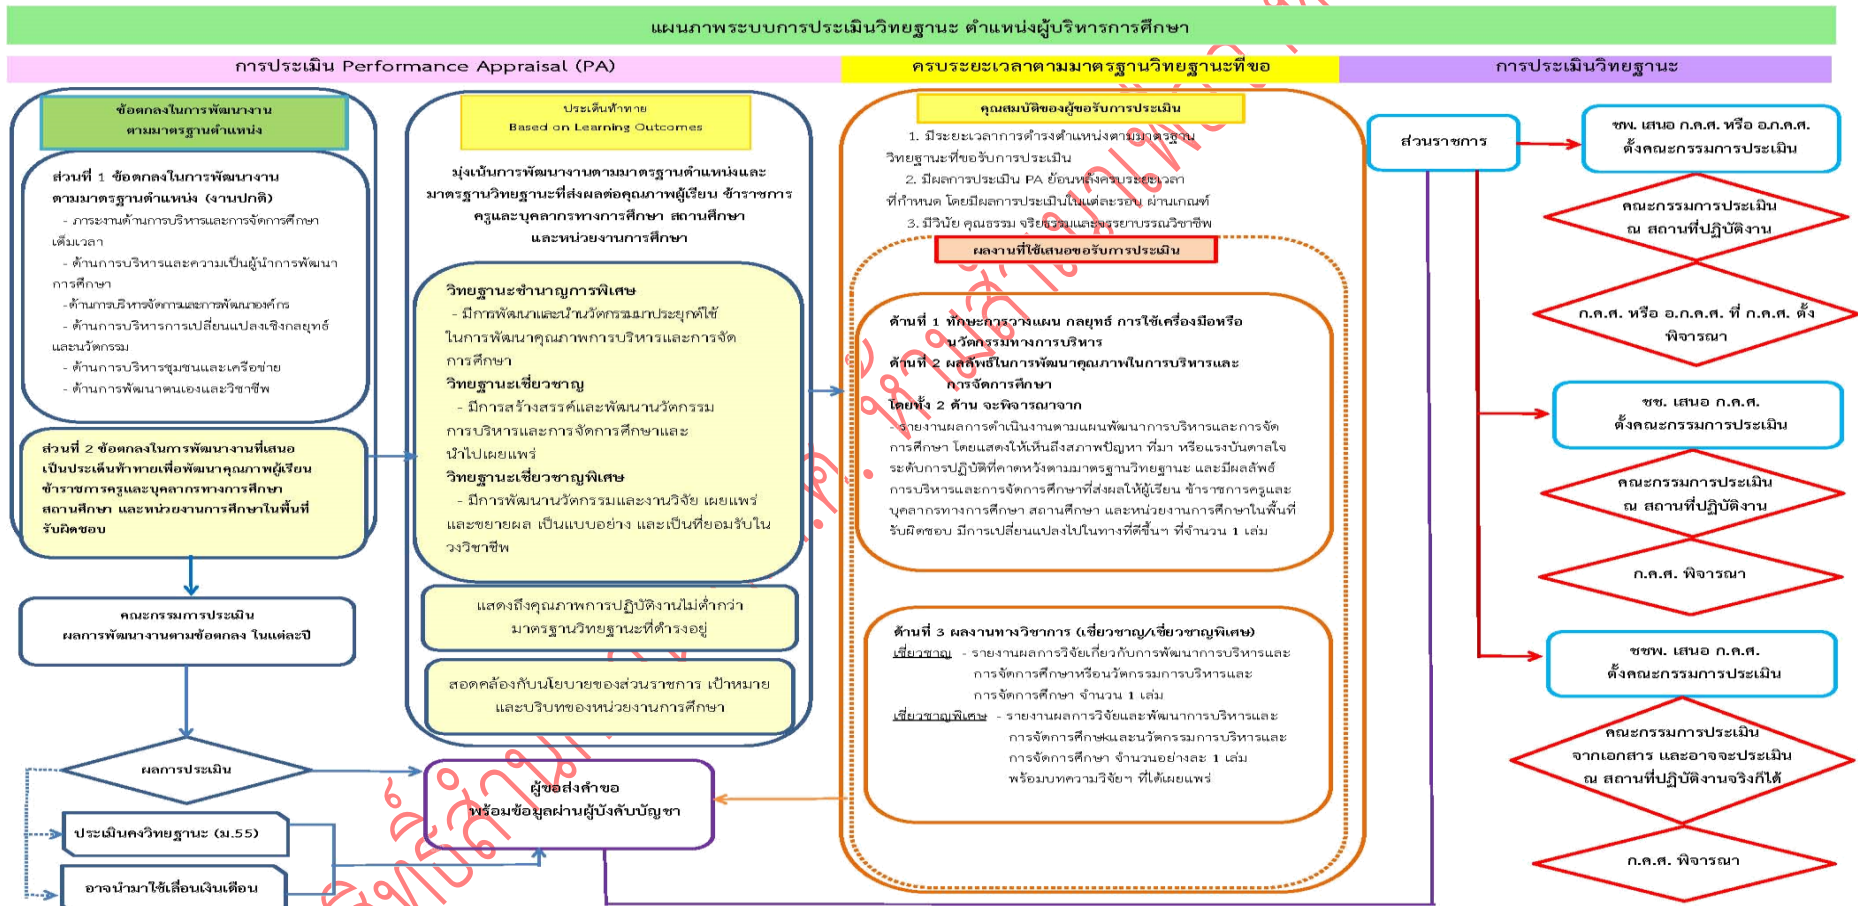 แผนภาพระบบการประเมินวิทยฐานะ ตำแหน่งผู้บริหารการศึกษา
การประเมิน Performance Appraisal (PA)
ครบระยะเวลาตามมาตรฐานวิทยฐานะที่ขอ
การประเมินวิทยฐานะ
ข้อตกลงในการพัฒนางาน
ตามมาตรฐานตำแหน่ง
ส่วนที่ 1 ข้อตกลงในการพัฒนางาน
ตามมาตรฐานตำแหน่ง (งานปกติ)
- ภาระงานด้านการบริหารและการจัดการศึกษา
เต็มเวลา
- ด้านการบริหารและความเป็นผู้นำการพัฒนา
การศึกษา
- ด้านการบริหารจัดการและการพัฒนาองค์กร
- ด้านการบริหารการเปลี่ยนแปลงเชิงกลยุทธ์
และนวัตกรรม
- ด้านการบริหารชุมชนและเครือข่าย
- ด้านการพัฒนาตนเองและวิชาชีพ
ส่วนที่ 2 ข้อตกลงในการพัฒนางานที่เสนอ
เป็นประเด็นท้าทายเพื่อพัฒนาคุณภาพผู้เรียน
ข้าราชการครูและบุคลากรทางการศึกษา
สถานศึกษา และหน่วยงานการศึกษาในพื้นที่
รับผิดชอบ
คณะกรรมการประเมิน
ผลการพัฒนางานตามข้อตกลง ในแต่ละปี
ผลการประเมิน
ประเมินคงวิทยฐานะ (ม.55)
อาจนำมาใช้เลื่อนเงินเดือน
ประเด็นท้าทาย
Based on Learning Outcomes
มุ่งเน้นการพัฒนางานตามมาตรฐานตำแหน่งและ
มาตรฐานวิทยฐานะที่ส่งผลต่อคุณภาพผู้เรียน ข้าราชการ
ครูและบุคลากรทางการศึกษา สถานศึกษา
และหน่วยงานการศึกษา
วิทยฐานะชำนาญการพิเศษ
- มีการพัฒนาและนำนวัตกรรมมาประยุกต์ใช้
ในการพัฒนาคุณภาพการบริหารและการจัด
การศึกษา
วิทยฐานะเชี่ยวชาญ
- มีการสร้างสรรค์และพัฒนานวัตกรรม
การบริหารและการจัดการศึกษาและ
นำไปเผยแพร่
วิทยฐานะเชี่ยวชาญพิเศษ
- มีการพัฒนานวัตกรรมและงานวิจัย เผยแพร่
และขยายผล เป็นแบบอย่าง และเป็นที่ยอมรับใน
วงวิชาชีพ
แสดงถึงคุณภาพการปฏิบัติงานไม่ต่ำกว่า
มาตรฐานวิทยฐานะที่ดำรงอยู่
สอดคล้องกับนโยบายของส่วนราชการ เป้าหมาย
และบริบทของหน่วยงานการศึกษา
ผู้ขอส่งคำขอ
พร้อมข้อมูลผ่านผู้บังคับบัญชา
คุณสมบัติของผู้ขอรับการประเมิน
1. มีระยะเวลาการดำรงตำแหน่งตามมาตรฐาน
วิทยฐานะที่ขอรับการประเมิน
2. มีผลการประเมิน PA ย้อนหลังครบระยะเวลา
ที่กำหนด โดยมีผลการประเมินในแต่ละรอบ ผ่านเกณฑ์
3. มีวินัย คุณธรรม จริยธรรมและจรรยาบรรณวิชาชีพ
ผลงานที่ใช้เสนอขอรับการประเมิน
ด้านที่ 1 ทักษะการวางแผน กลยุทธ์ การใช้เครื่องมือหรือ
นวัตกรรมทางการบริหาร
ด้านที่ 2 ผลลัพธ์ในการพัฒนาคุณภาพในการบริหารและ
การจัดการศึกษา
โดยทั้ง 2 ด้าน จะพิจารณาจาก
- รายงานผลการดำเนินงานตามแผนพัฒนาการบริหารและการจัด
การศึกษา โดยแสดงให้เห็นถึงสภาพปัญหา ที่มา หรือแรงบันดาลใจ
ระดับการปฏิบัติที่คาดหวังตามมาตรฐานวิทยฐานะ และมีผลลัพธ์
การบริหารและการจัดการศึกษาที่ส่งผลให้ผู้เรียน ข้าราชการครูและ
บุคลากรทางการศึกษา สถานศึกษา และหน่วยงานการศึกษาในพื้นที่
รับผิดชอบ มีการเปลี่ยนแปลงไปในทางที่ดีขึ้นฯ ที่จำนวน 1 เล่ม
ด้านที่ 3 ผลงานทางวิชาการ (เชี่ยวชาญ/เชี่ยวชาญพิเศษ)
เชี่ยวชาญ - รายงานผลการวิจัยเกี่ยวกับการพัฒนาการบริหารและ
การจัดการศึกษาหรือนวัตกรรมการบริหารและ
การจัดการศึกษา จำนวน 1 เล่ม
เชี่ยวชาญพิเศษ - รายงานผลการวิจัยและพัฒนาการบริหารและ
การจัดการศึกษkและนวัตกรรมการบริหารและ
การจัดการศึกษา จำนวนอย่างละ 1 เล่ม
พร้อมบทความวิจัยฯ ที่ได้เผยแพร่
ส่วนราชการ
ชพ. เสนอ ก.ค.ศ. หรือ อ.ก.ค.ศ.
ตั้งคณะกรรมการประเมิน
คณะกรรมการประเมิน
ณ สถานที่ปฏิบัติงาน
ก.ค.ศ. หรือ อ.ก.ค.ศ. ที่ ก.ค.ศ. ตั้ง
พิจารณา
ชช. เสนอ ก.ค.ศ.
ตั้งคณะกรรมการประเมิน
คณะกรรมการประเมิน
ณ สถานที่ปฏิบัติงาน
ก.ค.ศ. พิจารณา
ชชพ. เสนอ ก.ค.ศ.
ตั้งคณะกรรมการประเมิน
คณะกรรมการประเมิน
จากเอกสาร และอาจจะประเมิน
ณ สถานที่ปฏิบัติงานจริงก็ได้
ก.ค.ศ. พิจารณา